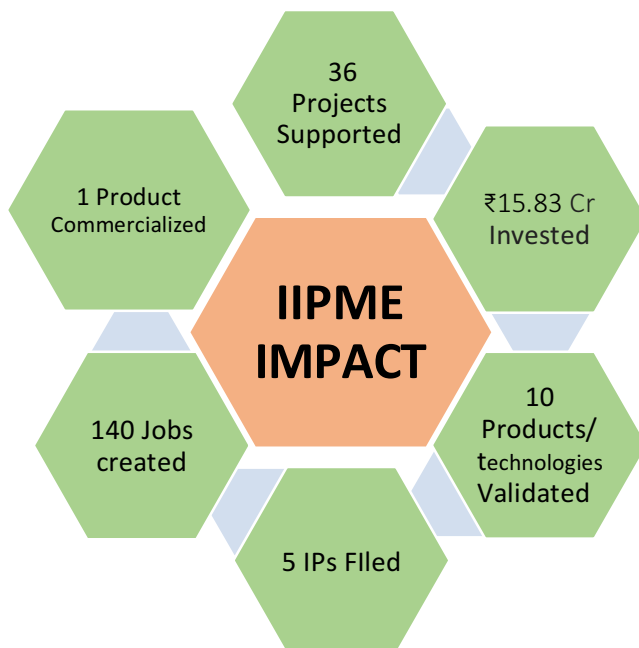 36
Projects
Supported
1 Product
Commercialized
₹15.83 Cr
Invested
IIPME
IMPACT
10
Products/
technologies
Validated
140 Jobs
created
5 IPs FIled